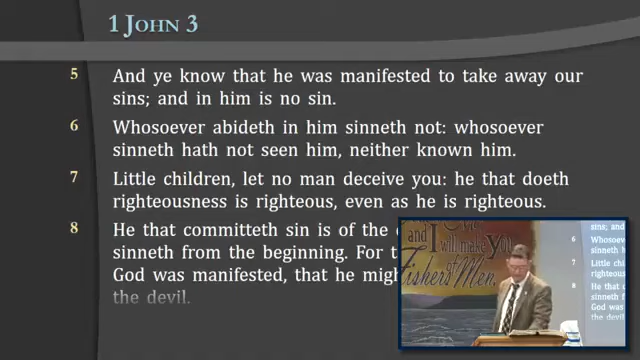 1 JOHN 3
5 And ye know that he was manifested to take away our
sins; and in him is no sin.
6 Whosoever abideth in him sinneth not: whosoever
sinneth hath not seen him, neither known him.
7 Little children, let no man deceive you: he that doeth
righteousness is righteous, even as he is righteous.
8 He that committeth sin is of the
sinneth from the beginning. For
God was manifested, that he
the devil.
and I will make You
Fishers of Men.
sins; and
6 Whosoev
sinneth h
7 Little chi
righteous
8 He that c
sinneth fr
God was
the devil.